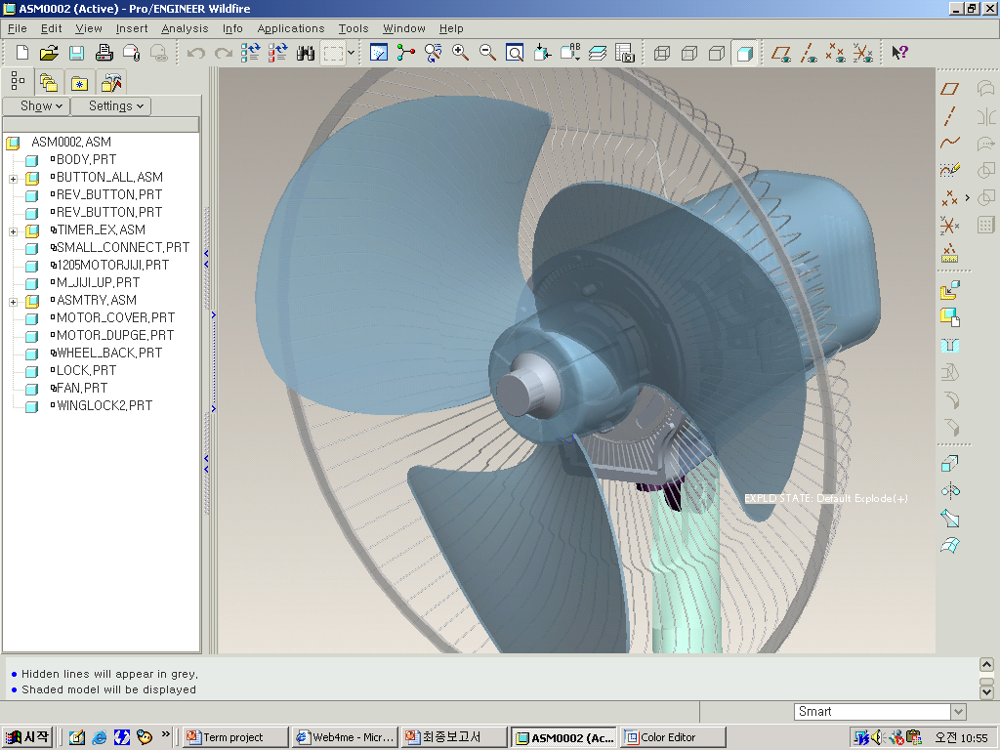 ASM0002 (Active) - Pro/ENGINEER Wildfire
File Edit View Insert Analysis Info Applications Tools Window Help
Show Settings
ASM0002.ASM
BODY.PRT
BUTTON_ALL.ASM
REV_BUTTON.PRT
REV_BUTTON.PRT
TIMER_EX.ASM
SMALL_CONNECT.PRT
1205MOTORJIJI.PRT
M_JIJI_UP.PRT
ASMTRY.ASM
MOTOR_COVER.PRT
MOTOR_DUPGE.PRT
WHEEL_BACK.PRT
LOCK.PRT
FAN.PRT
WINGLOCK2.PRT
EXPLD STATE: Default Explode(+)
Hidden lines will appear in grey.
Shaded model will be displayed
Smart
시작 » Term project Web4me - Micr... 최종보고서 ASM0002 (Ac... Color Editor 오전 10:55